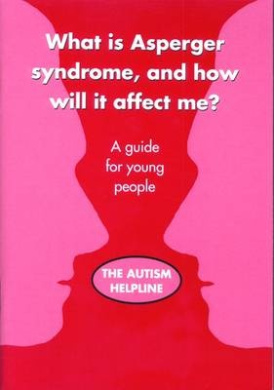 What is Asperger
syndrome, and how
will it affect me?
A guide
for young
people
THE AUTISM
HELPLINE